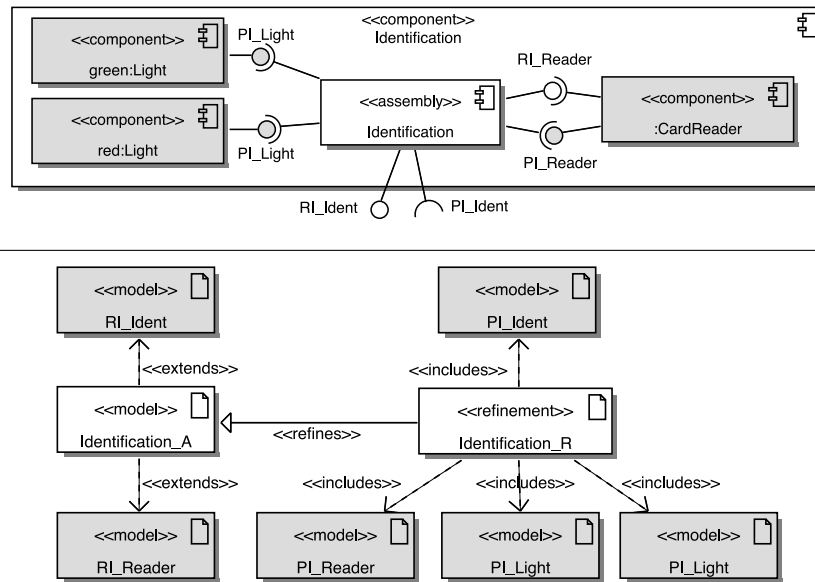 <<component>>
Identification
<<component>>
green:Light
PI_Light
<<component>>
red:Light
PI_Light
<<assembly>>
Identification
RI_Reader
PI_Reader
<<component>>
:CardReader
RI_Ident
PI_Ident
<<model>>
RI_Ident
<<model>>
PI_Ident
<<extends>>
<<includes>>
<<model>>
Identification_A
<<refines>>
<<refinement>>
Identification_R
<<extends>>
<<includes>>
<<includes>>
<<includes>>
<<model>>
RI_Reader
<<model>>
PI_Reader
<<model>>
PI_Light
<<model>>
PI_Light